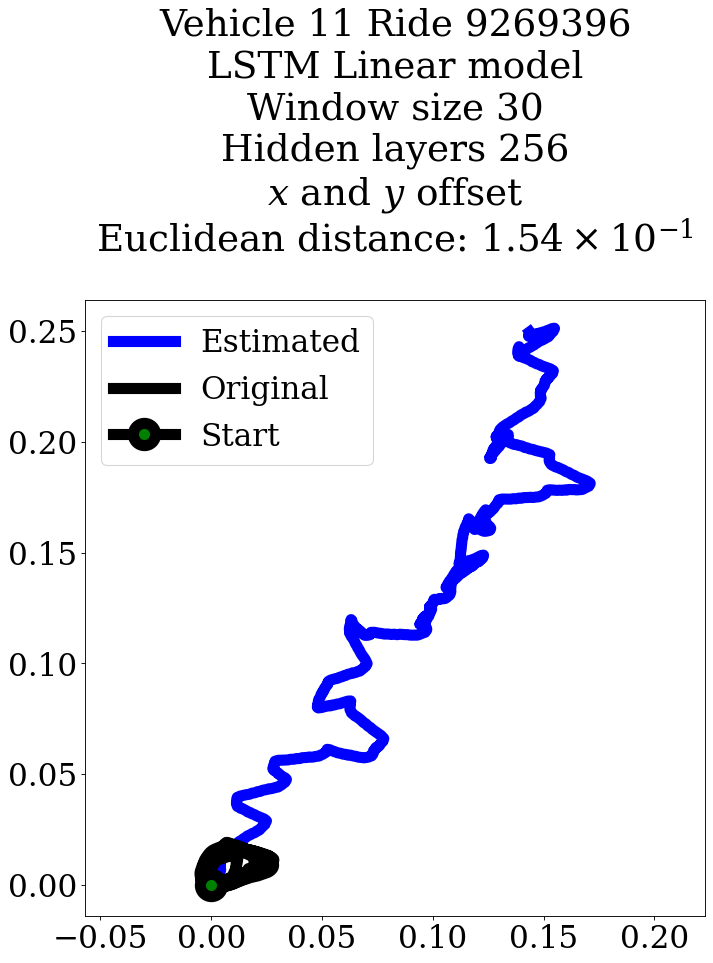 Vehicle 11 Ride 9269396
LSTM Linear model
Window size 30
Hidden layers 256
x and y offset
Euclidean distance: 1.54 × 10⁻¹
Estimated
Original
Start
0.25
0.20
0.15
0.10
0.05
0.00
−0.05 0.00 0.05 0.10 0.15 0.20